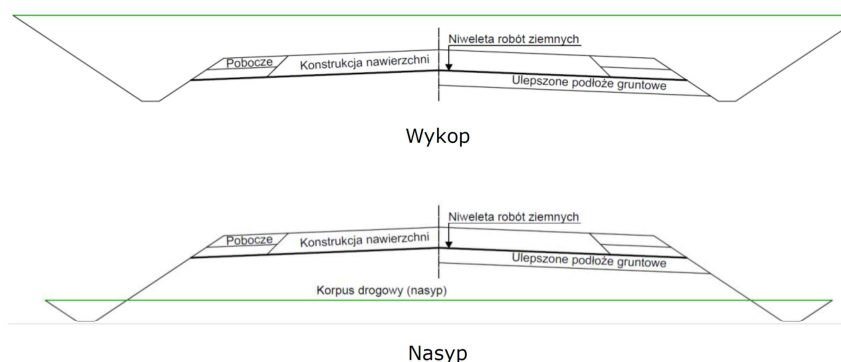 Niweleta robót ziemnych
Pobocze
Konstrukcja nawierzchni
Ulepszone podłoże gruntowe
Wykop
Niweleta robót ziemnych
Pobocze
Konstrukcja nawierzchni
Ulepszone podłoże gruntowe
Korpus drogowy (nasyp)
Nasyp